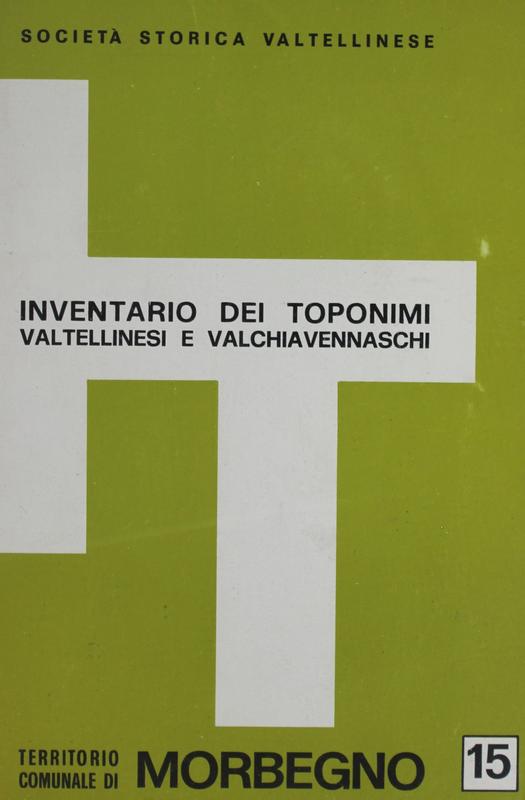 SOCIETÀ STORICA VALTELLINESE
INVENTARIO DEI TOPONIMI
VALTELLINESI E VALCHIAVENNASCHI
TERRITORIO
COMUNALE DI
MORBEGNO
15